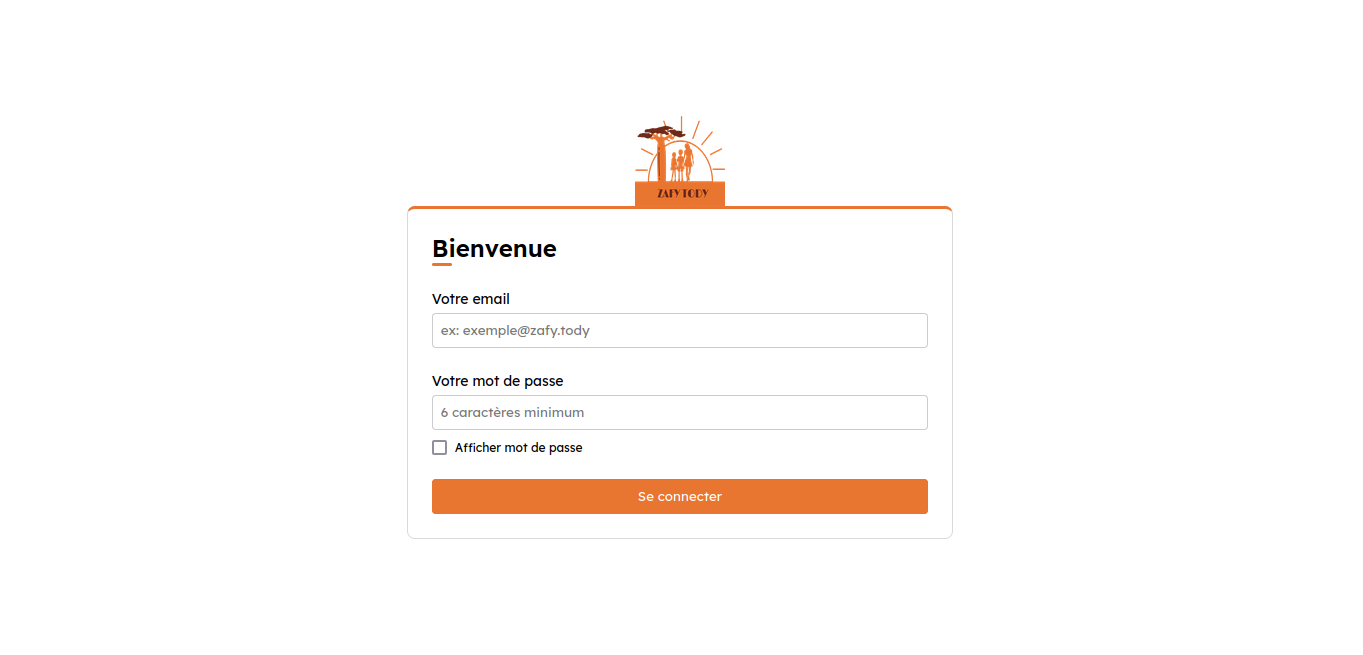 ZAFY TODY
Bienvenue
Votre email
ex: exemple@zafy.tody
Votre mot de passe
6 caractères minimum
Afficher mot de passe
Se connecter